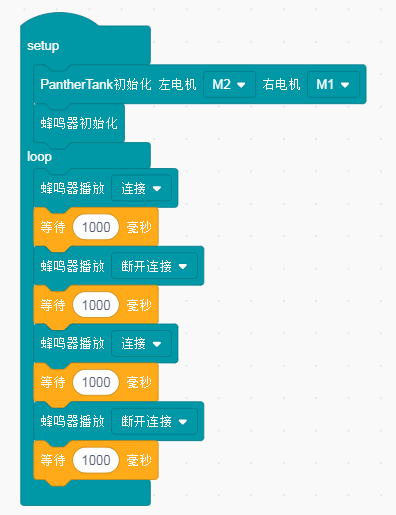 setup
PantherTank初始化 左电机 M2 右电机 M1
蜂鸣器初始化
loop
蜂鸣器播放 连接
等待 1000 毫秒
蜂鸣器播放 断开连接
等待 1000 毫秒
蜂鸣器播放 连接
等待 1000 毫秒
蜂鸣器播放 断开连接
等待 1000 毫秒